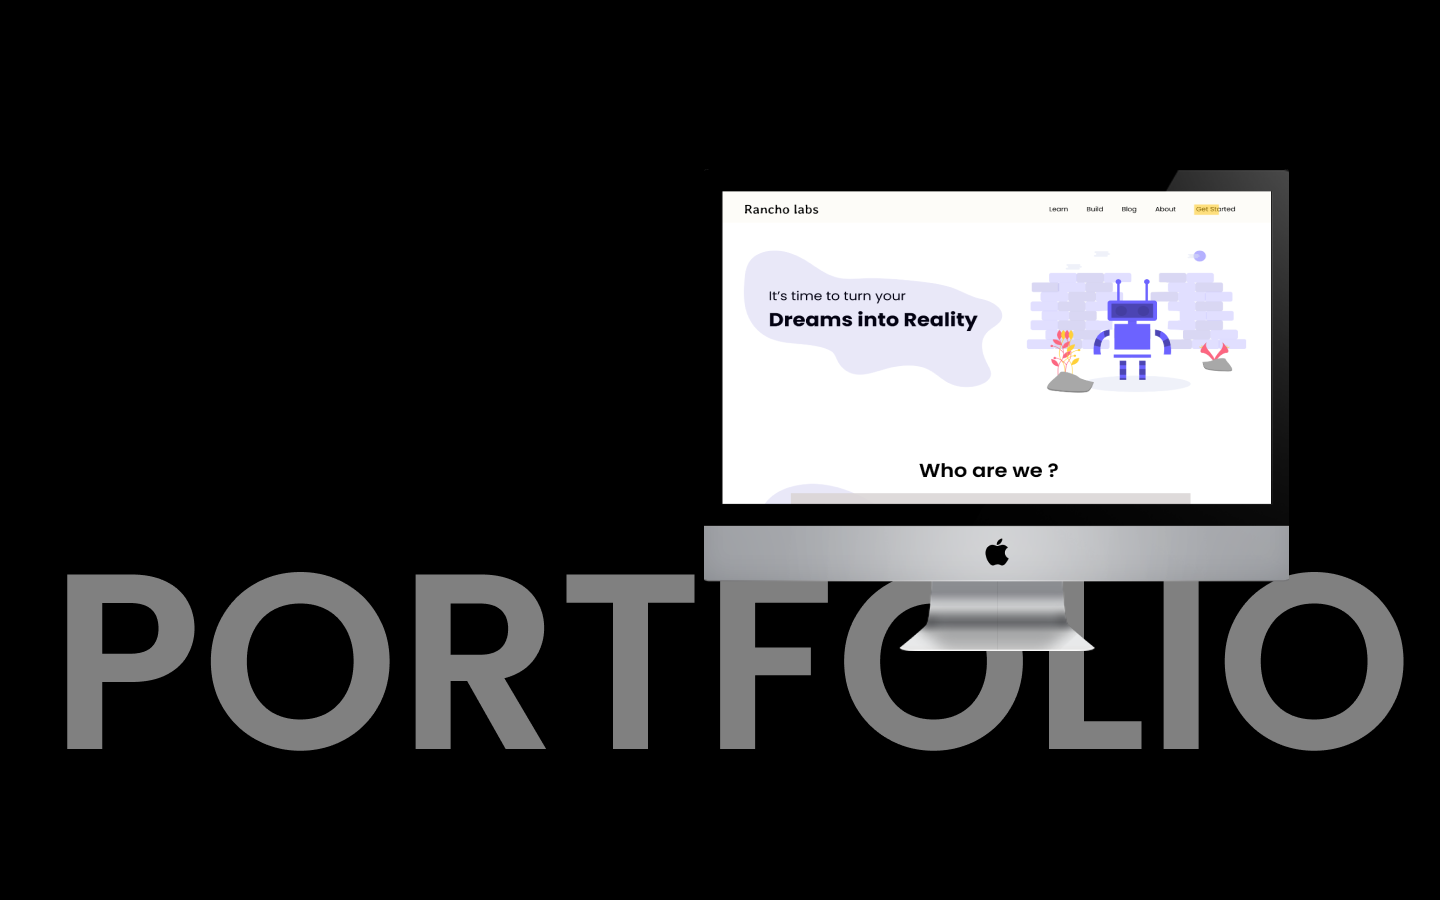 Rancho labs
Learn Build Blog About Get Started
It's time to turn your
Dreams into Reality
Who are we ?
PORTFOLIO